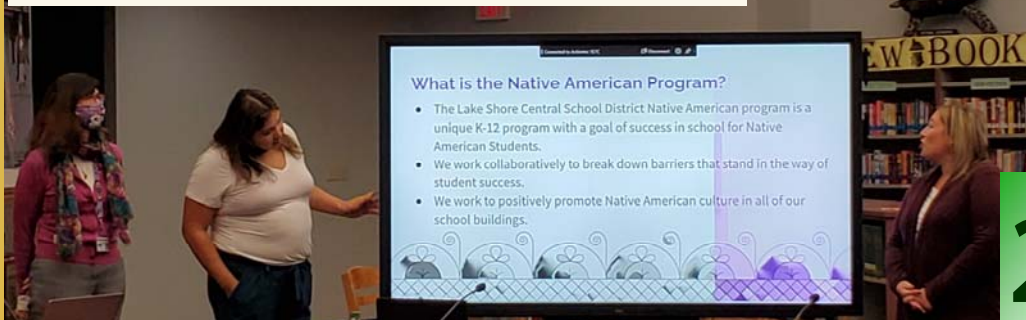 EW BOOK
What is the Native American Program?
• The Lake Shore Central School District Native American program is a
unique K-12 program with a goal of success in school for Native
American Students.
• We work collaboratively to break down barriers that stand in the way of
student success.
• We work to positively promote Native American culture in all of our
school buildings.